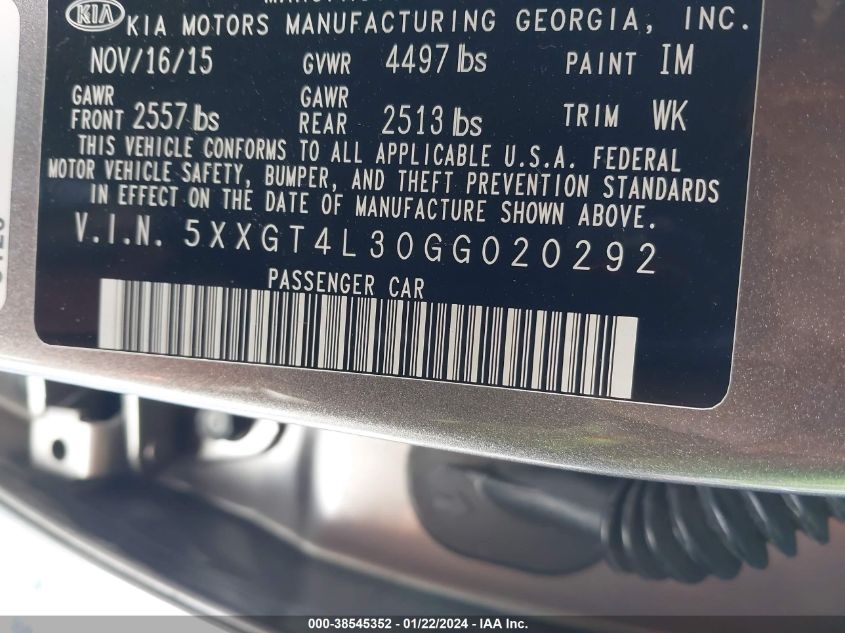 KIA KIA MOTORS MANUFACTURING GEORGIA, INC.
NOV/16/15 GVWR 4497 lbs PAINT IM
GAWR FRONT 2557 lbs GAWR REAR 2513 lbs TRIM WK
THIS VEHICLE CONFORMS TO ALL APPLICABLE U.S.A. FEDERAL
MOTOR VEHICLE SAFETY, BUMPER, AND THEFT PREVENTION STANDARDS
IN EFFECT ON THE DATE OF MANUFACTURE SHOWN ABOVE.
V.I.N. 5XXGT4L30GG020292
PASSENGER CAR
000-38545352 - 01/22/2024 - IAA Inc.